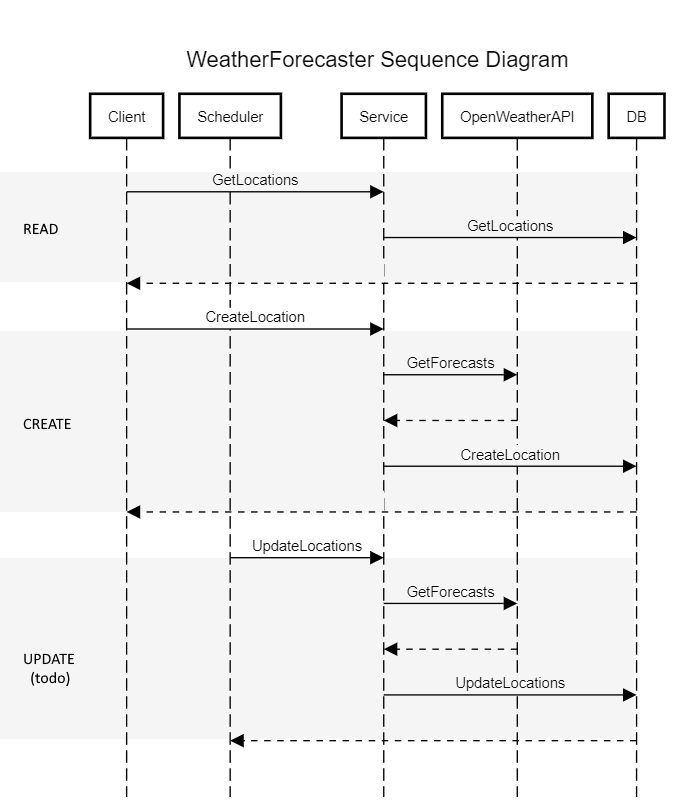 WeatherForecaster Sequence Diagram
Client
Scheduler
Service
OpenWeatherAPI
DB
GetLocations
GetLocations
READ
CreateLocation
GetForecasts
CREATE
CreateLocation
UpdateLocations
GetForecasts
UPDATE
(todo)
UpdateLocations